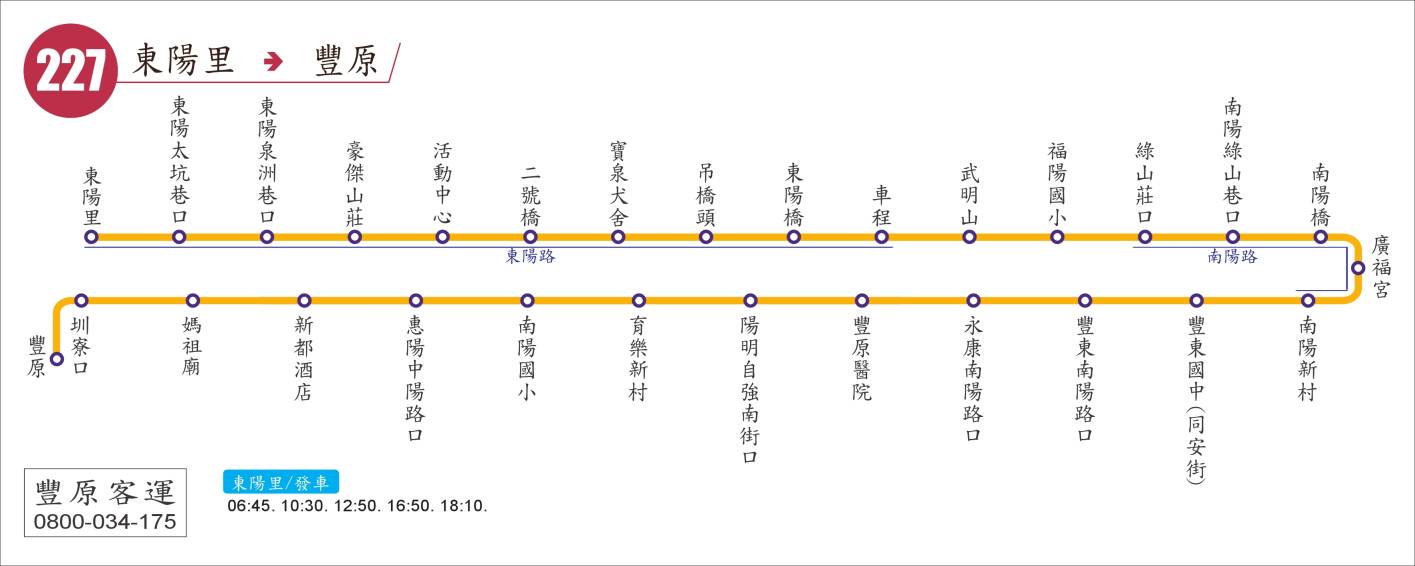 227
東陽里 → 豐原
東陽里
東陽太坑巷口
東陽泉洲巷口
豪傑山莊
活動中心
二號橋
寶泉犬舍
吊橋頭
東陽橋
車程
武明山
福陽國小
綠山莊口
南陽綠山巷口
南陽橋
東陽路
南陽路
廣福宮
南陽新村
豐東國中(同安街)
豐東南陽路口
永康南陽路口
豐原醫院
陽明自強南街口
育樂新村
南陽國小
惠陽中陽路口
新都酒店
媽祖廟
圳寮口
豐原
豐原客運
0800-034-175
東陽里/發車
06:45. 10:30. 12:50. 16:50. 18:10.